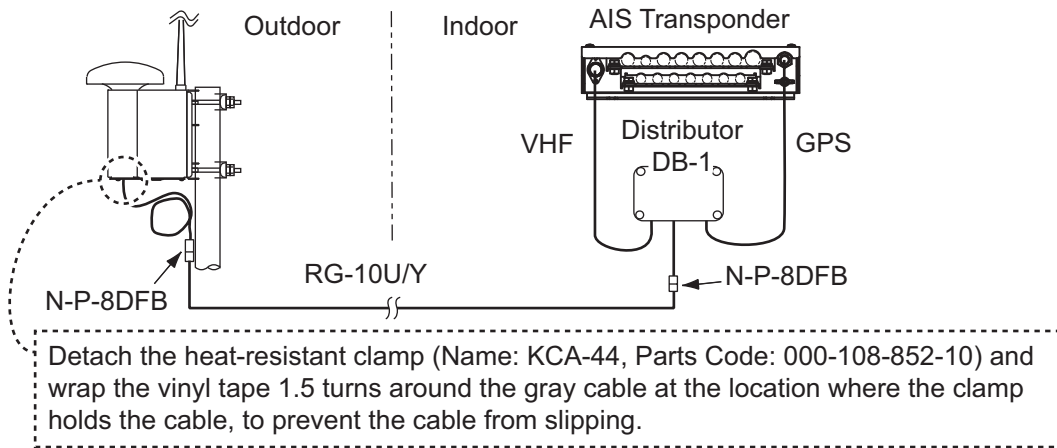 Outdoor
Indoor
AIS Transponder
VHF
Distributor
DB-1
GPS
RG-10U/Y
N-P-8DFB
N-P-8DFB
Detach the heat-resistant clamp (Name: KCA-44, Parts Code: 000-108-852-10) and
wrap the vinyl tape 1.5 turns around the gray cable at the location where the clamp
holds the cable, to prevent the cable from slipping.